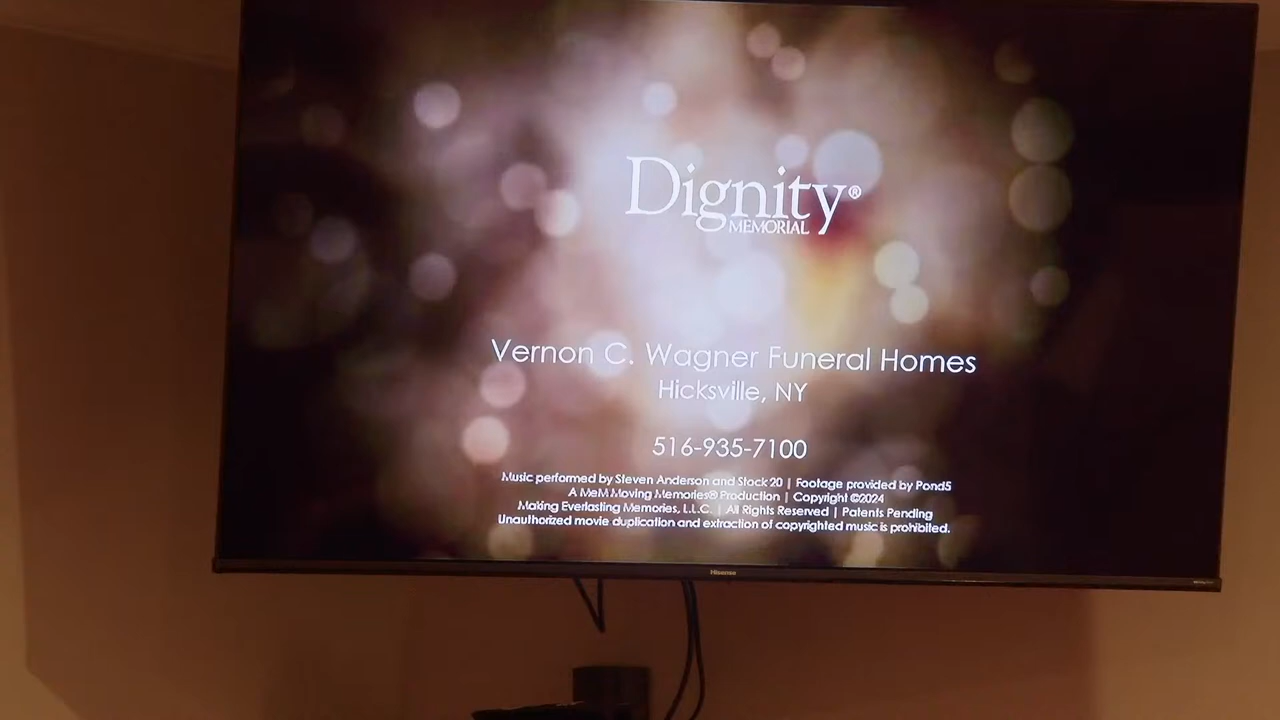 Dignity®
MEMORIAL
Vernon C. Wagner Funeral Homes
Hicksville, NY
516-935-7100
Music performed by Steven Anderson and Stock 20 | Footage provided by Pond5
A MeM Moving Memories® Production | Copyright ©2024
Making Everlasting Memories, L.L.C. | All Rights Reserved | Patents Pending
Unauthorized movie duplication and extraction of copyrighted music is prohibited.
Hisense